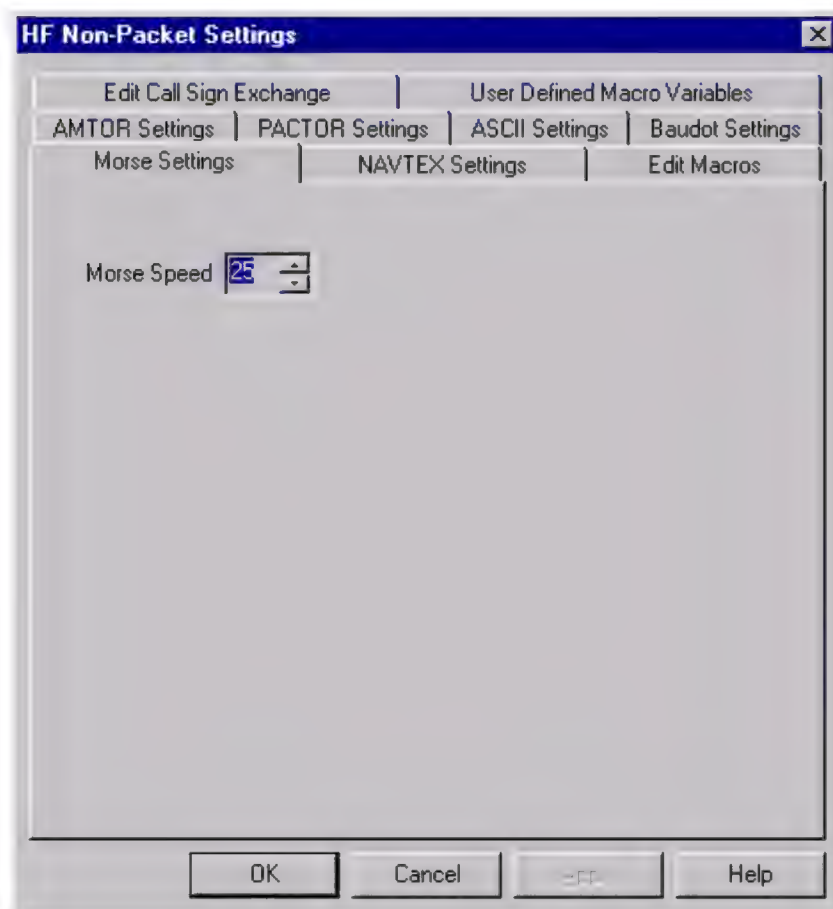 HF Non-Packet Settings
Edit Call Sign Exchange User Defined Macro Variables
AMTOR Settings PACTOR Settings ASCII Settings Baudot Settings
Morse Settings NAVTEX Settings Edit Macros
Morse Speed 25
OK Cancel Help